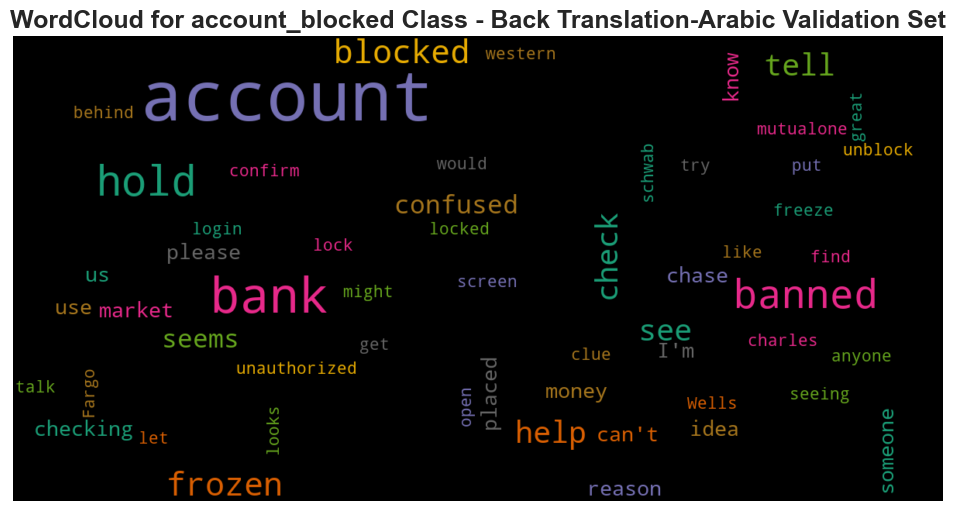 WordCloud for account_blocked Class - Back Translation-Arabic Validation Set
blocked
western
know
tell
account
behind
great
mutualone
unblock
hold
confirm
would
schwab
try
put
confused
freeze
login
locked
check
please
lock
like
find
us
screen
chase
bank
might
banned
use
market
seems
see
get
I'm
charles
clue
anyone
unauthorized
talk
Fargo
placed
money
open
Wells
seeing
looks
checking
let
help
can't
idea
someone
frozen
reason